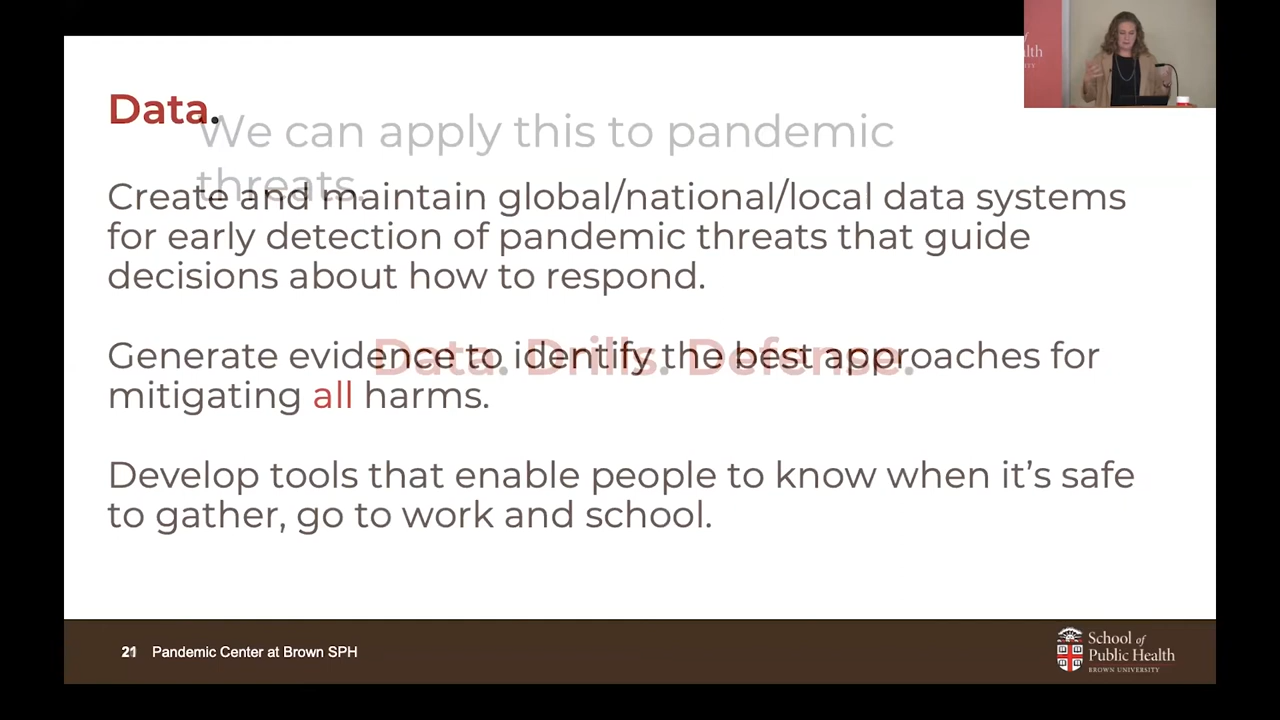 Data.
We can apply this to pandemic
threats.
Create and maintain global/national/local data systems
for early detection of pandemic threats that guide
decisions about how to respond.
Data. Drills. Defense.
Generate evidence to identify the best approaches for
mitigating all harms.
Develop tools that enable people to know when it’s safe
to gather, go to work and school.
21 Pandemic Center at Brown SPH
School of
Public Health
BROWN UNIVERSITY